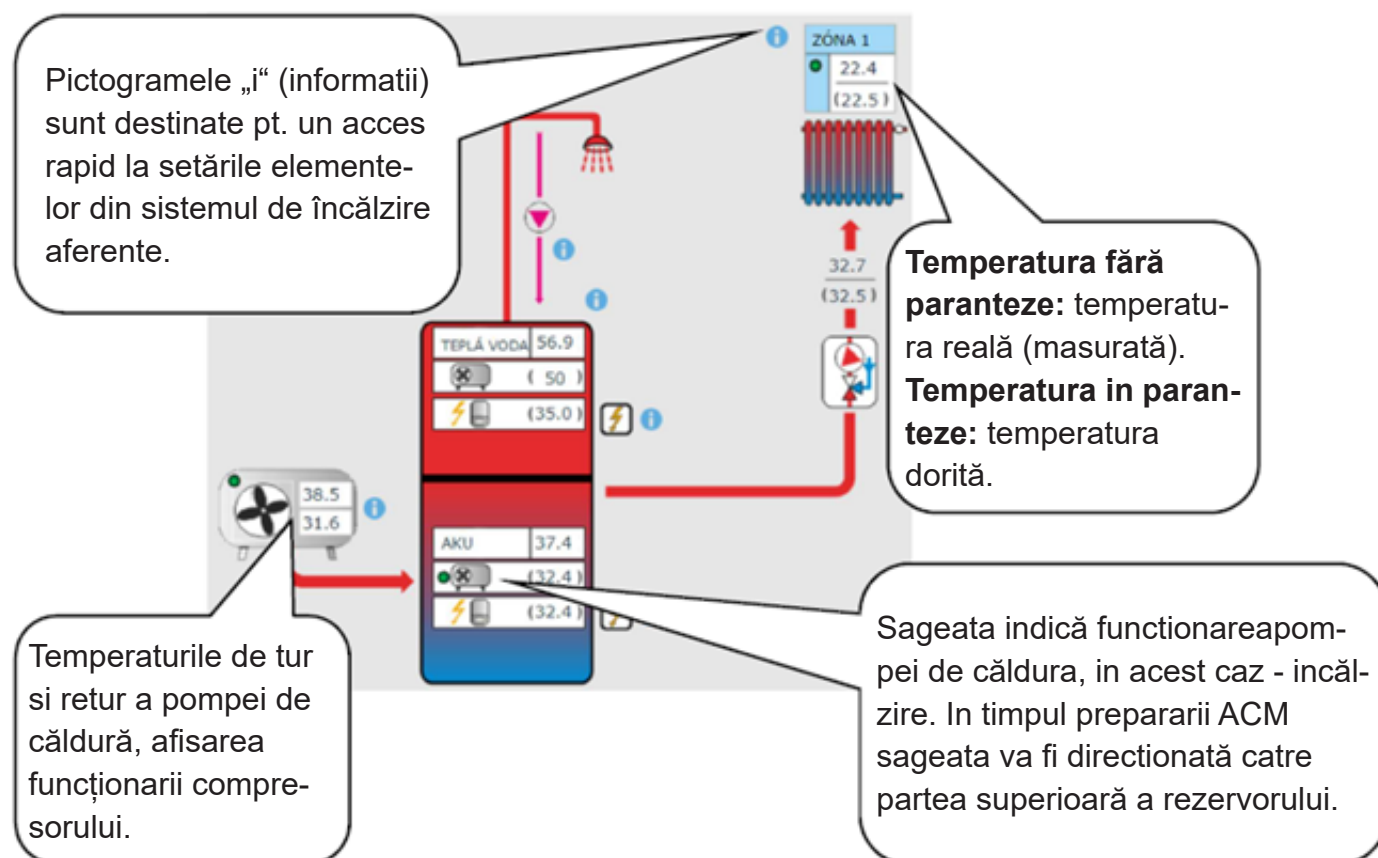 Pictogramele „i“ (informatii)
sunt destinate pt. un acces
rapid la setările elemente-
lor din sistemul de încălzire
aferente.
i
ZÓNA 1
22.4
(22.5)
Temperatura fără
paranteze: temperatu-
ra reală (masurată).
Temperatura in paran-
teze: temperatura
dorită.
32.7
(32.5)
i
i
TEPLÁ VODA 56.9
( 50 )
(35.0)
i
38.5
31.6
i
AKU 37.4
(32.4)
(32.4)
Temperaturile de tur
si retur a pompei de
căldură, afisarea
funcționarii compre-
sorului.
Sageata indică functionareapom-
pei de căldura, in acest caz - incăl-
zire. In timpul prepararii ACM
sageata va fi directionată catre
partea superioară a rezervorului.